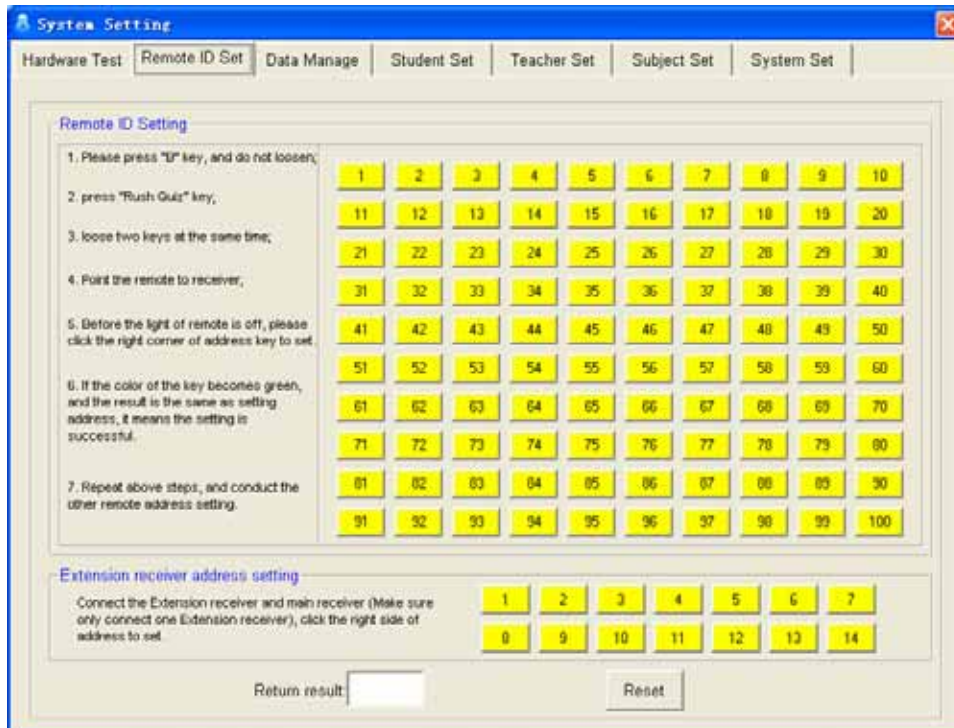 System Setting
Hardware Test Remote ID Set Data Manage Student Set Teacher Set Subject Set System Set
Remote ID Setting
1. Please press "B" key, and do not loosen;
2. press "Rush Quiz" key;
3. loose two keys at the same time;
4. Point the remote to receiver;
5. Before the light of remote is off, please
click the right corner of address key to set.
6. If the color of the key becomes green,
and the result is the same as setting
address, it means the setting is
successful.
7. Repeat above steps, and conduct the
other remote address setting.
1 2 3 4 5 6 7 8 9 10
11 12 13 14 15 16 17 18 19 20
21 22 23 24 25 26 27 28 29 30
31 32 33 34 35 36 37 38 39 40
41 42 43 44 45 46 47 48 49 50
51 52 53 54 55 56 57 58 59 60
61 62 63 64 65 66 67 68 69 70
71 72 73 74 75 76 77 78 79 80
81 82 83 84 85 86 87 88 89 90
91 92 93 94 95 96 97 98 99 100
Extension receiver address setting
Connect the Extension receiver and main receiver (Make sure
only connect one Extension receiver), click the right side of
address to set.
1 2 3 4 5 6 7
8 9 10 11 12 13 14
Return result: Reset